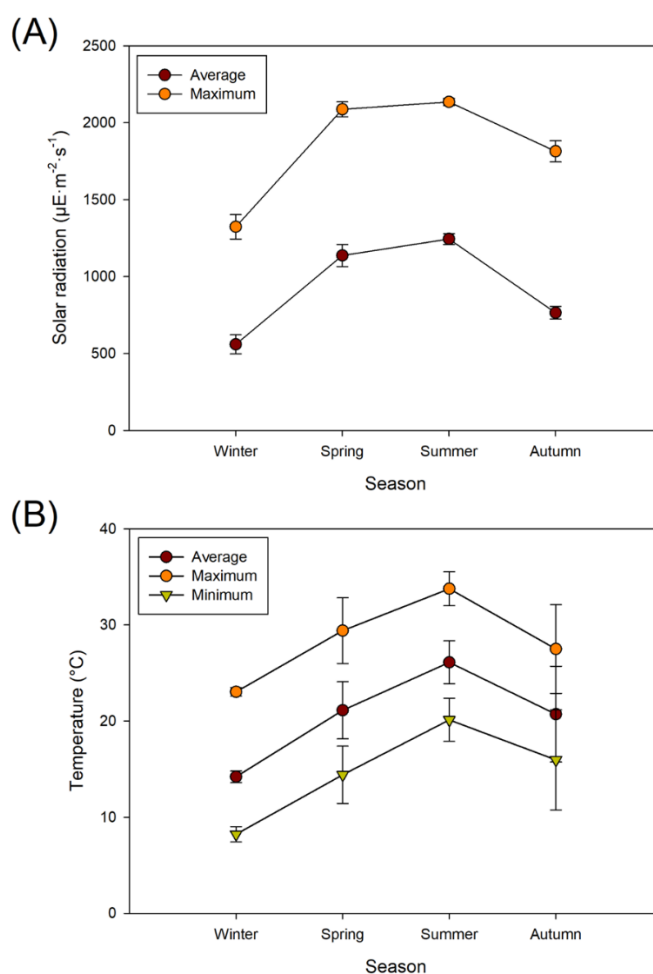 (A)
2500
2000
1500
1000
500
0
Solar radiation (µE·m⁻²·s⁻¹)
Average
Maximum
Winter Spring Summer Autumn
Season
(B)
40
30
20
10
0
Temperature (°C)
Average
Maximum
Minimum
Winter Spring Summer Autumn
Season